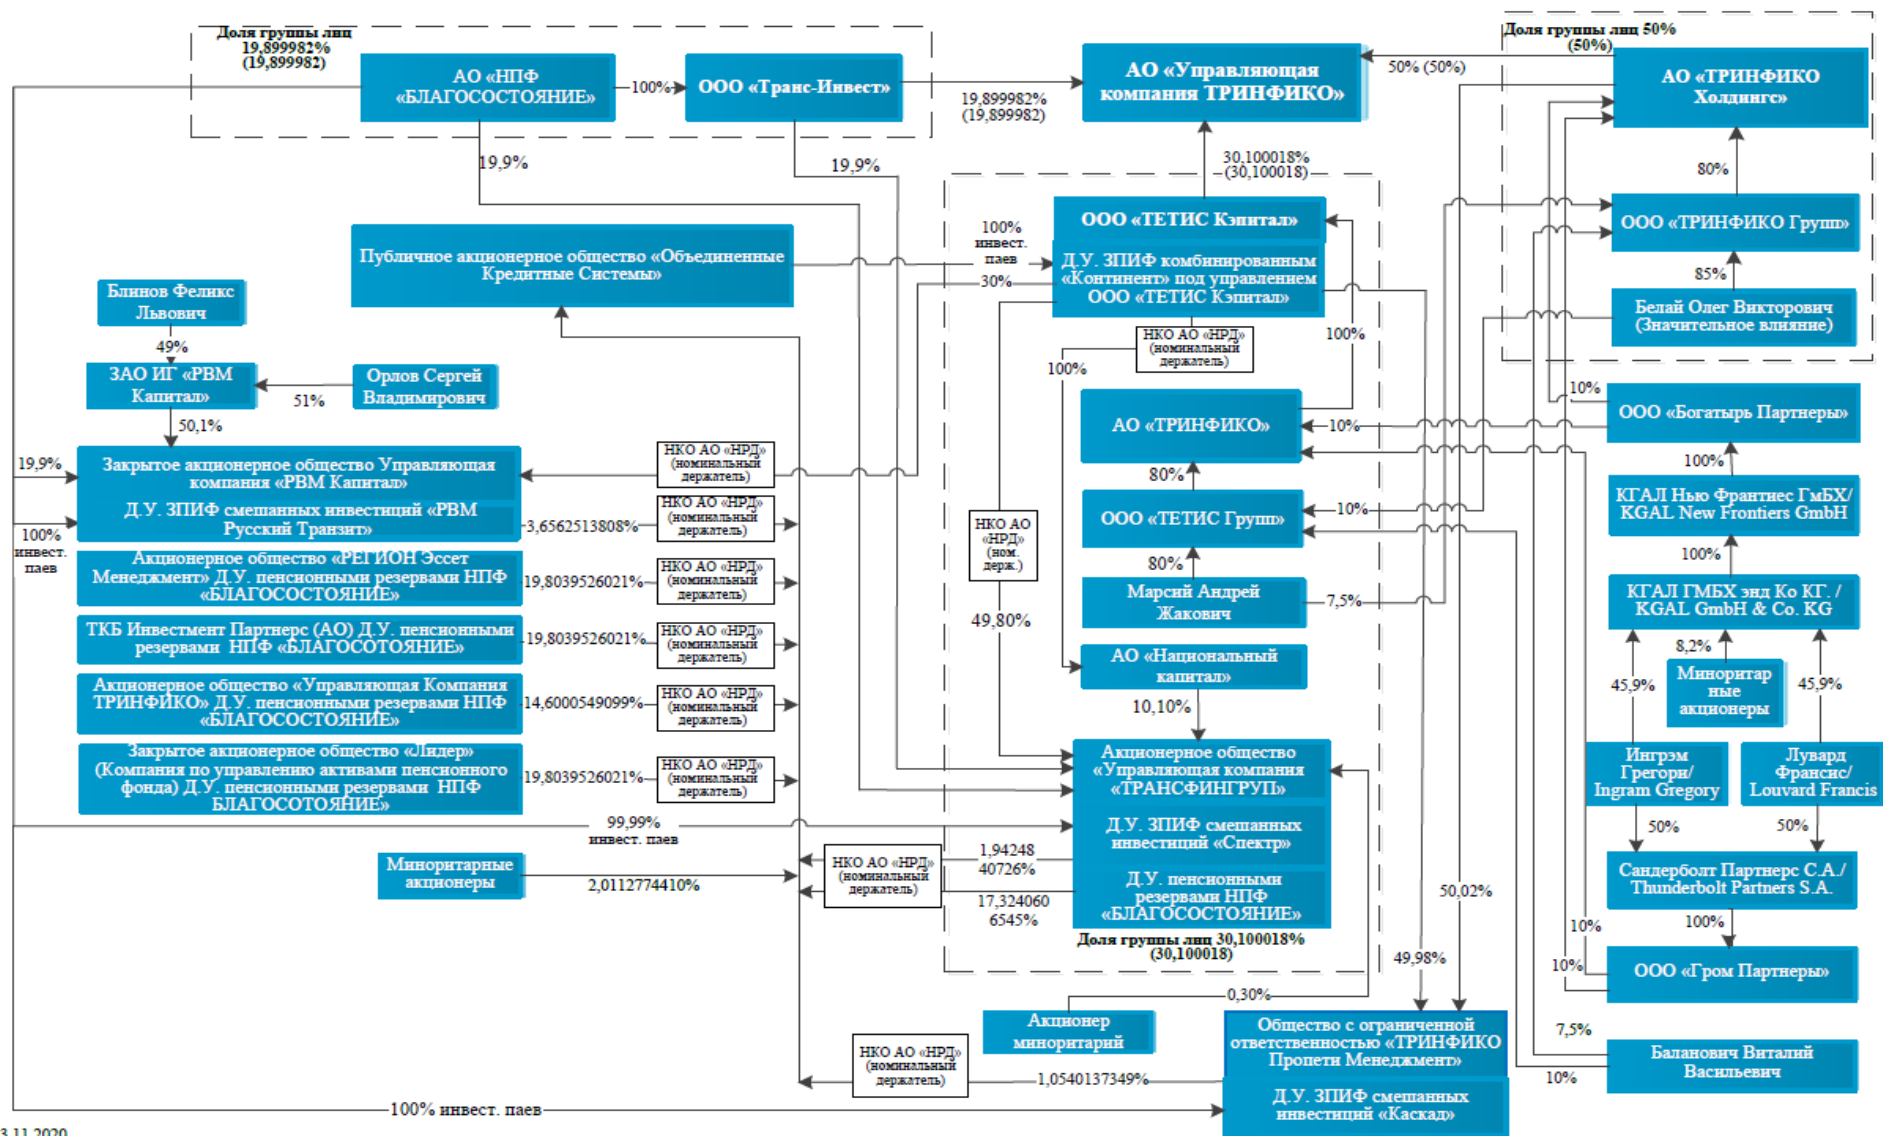 Доля группы лиц
19,899982%
(19,899982)
АО «НПФ
«БЛАГОСОСТОЯНИЕ»
100%
ООО «Транс-Инвест»
19,899982%
(19,899982)
АО «Управляющая
компания ТРИНФИКО»
50% (50%)
Доля группы лиц 50%
(50%)
АО «ТРИНФИКО
Холдингс»
19,9%
19,9%
30,100018%
(30,100018)
80%
ООО «ТРИНФИКО Групп»
85%
Белай Олег Викторович
(Значительное влияние)
Публичное акционерное общество «Объединенные
Кредитные Системы»
100%
инвест.
паев
30%
ООО «ТЕТИС Кэпитал»
Д.У. ЗПИФ комбинированным
«Континент» под управлением
ООО «ТЕТИС Кэпитал»
НКО АО «НРД»
(номинальный
держатель)
100%
100%
Блинов Феликс
Львович
49%
ЗАО ИГ «РВМ
Капитал»
51%
Орлов Сергей
Владимирович
50,1%
19,9%
Закрытое акционерное общество Управляющая
компания «РВМ Капитал»
Д.У. ЗПИФ смешанных инвестиций «РВМ
Русский Транзит»
100%
инвест.
паев
НКО АО «НРД»
(номинальный
держатель)
3,6562513808%
НКО АО «НРД»
(номинальный
держатель)
Акционерное общество «РЕГИОН Эссет
Менеджмент» Д.У. пенсионными резервами НПФ
«БЛАГОСОСТОЯНИЕ»
19,8039526021%
НКО АО «НРД»
(номинальный
держатель)
ТКБ Инвестмент Партнерс (АО) Д.У. пенсионными
резервами НПФ «БЛАГОСОТОЯНИЕ»
19,8039526021%
НКО АО «НРД»
(номинальный
держатель)
Акционерное общество «Управляющая Компания
ТРИНФИКО» Д.У. пенсионными резервами НПФ
«БЛАГОСОСТОЯНИЕ»
14,6000549099%
НКО АО «НРД»
(номинальный
держатель)
Закрытое акционерное общество «Лидер»
(Компания по управлению активами пенсионного
фонда) Д.У. пенсионными резервами НПФ
БЛАГОСОТОЯНИЕ»
19,8039526021%
НКО АО «НРД»
(номинальный
держатель)
99,99%
инвест. паев
Миноритарные
акционеры
2,0112774410%
АО «ТРИНФИКО»
10%
80%
ООО «ТЕТИС Групп»
10%
80%
Марсий Андрей
Жакович
7,5%
АО «Национальный
капитал»
10,10%
НКО АО
«НРД»
(ном.
держ.)
49,80%
Акционерное общество
«Управляющая компания
«ТРАНСФИНГРУП»
Д.У. ЗПИФ смешанных
инвестиций «Спектр»
Д.У. пенсионными
резервами НПФ
«БЛАГОСОСТОЯНИЕ»
НКО АО «НРД»
(номинальный
держатель)
1,94248
40726%
17,324060
6545%
Доля группы лиц 30,100018%
(30,100018)
10%
ООО «Богатырь Партнеры»
100%
КГАЛ Нью Франтиес ГмБХ/
KGAL New Frontiers GmbH
100%
КГАЛ ГМБХ энд Ко КГ. /
KGAL GmbH & Co. KG
45,9%
8,2%
Миноритар
ные
акционеры
45,9%
Ингрэм
Грегори/
Ingram Gregory
Лувард
Франсис/
Louvard Francis
50%
50%
Сандерболт Партнерс С.А./
Thunderbolt Partners S.A.
100%
10%
10%
ООО «Гром Партнеры»
50,02%
49,98%
0,30%
Акционер
миноритарий
7,5%
10%
Баланович Виталий
Васильевич
Общество с ограниченной
ответственностью «ТРИНФИКО
Пропети Менеджмент»
Д.У. ЗПИФ смешанных
инвестиций «Каскад»
НКО АО «НРД»
(номинальный
держатель)
1,0540137349%
100% инвест. паев
3.11.2020